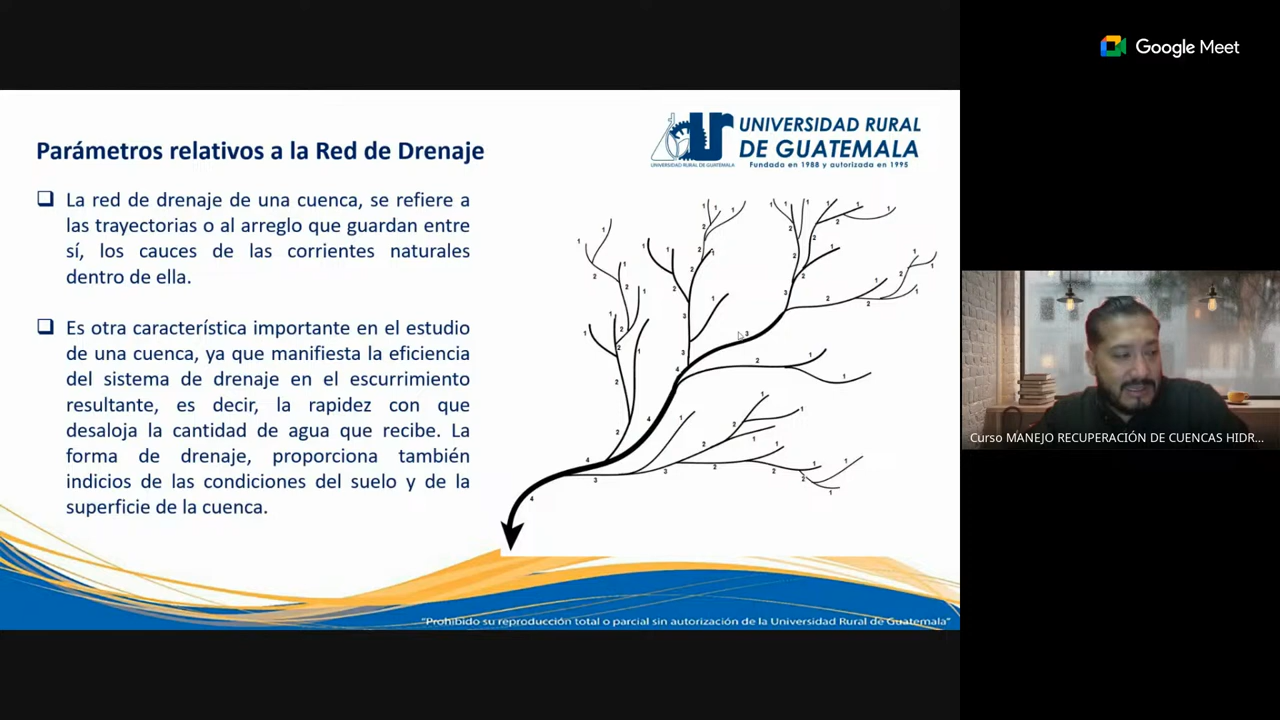 Google Meet
UNIVERSIDAD RURAL
DE GUATEMALA
Fundada en 1988 y autorizada en 1995
UNIVERSIDAD RURAL DE GUATEMALA
Parámetros relativos a la Red de Drenaje
La red de drenaje de una cuenca, se refiere a
las trayectorias o al arreglo que guardan entre
sí, los cauces de las corrientes naturales
dentro de ella.
Es otra característica importante en el estudio
de una cuenca, ya que manifiesta la eficiencia
del sistema de drenaje en el escurrimiento
resultante, es decir, la rapidez con que
desaloja la cantidad de agua que recibe. La
forma de drenaje, proporciona también
indicios de las condiciones del suelo y de la
superficie de la cuenca.
Curso MANEJO RECUPERACIÓN DE CUENCAS HIDR...
"Prohibido su reproducción total o parcial sin autorización de la Universidad Rural de Guatemala"